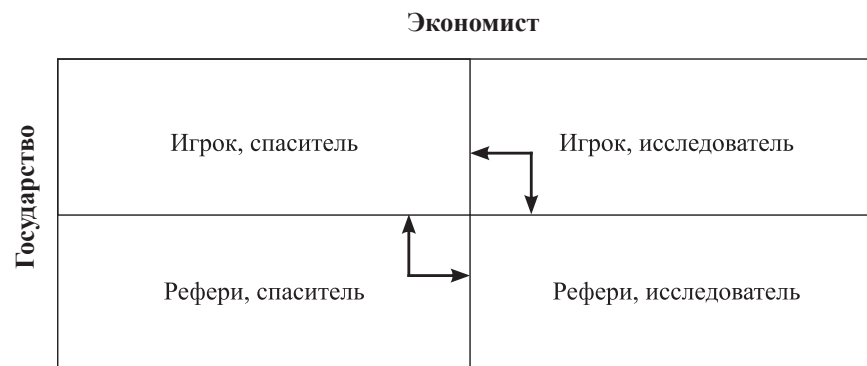 Экономист
Государство
Игрок, спаситель
Игрок, исследователь
Рефери, спаситель
Рефери, исследователь